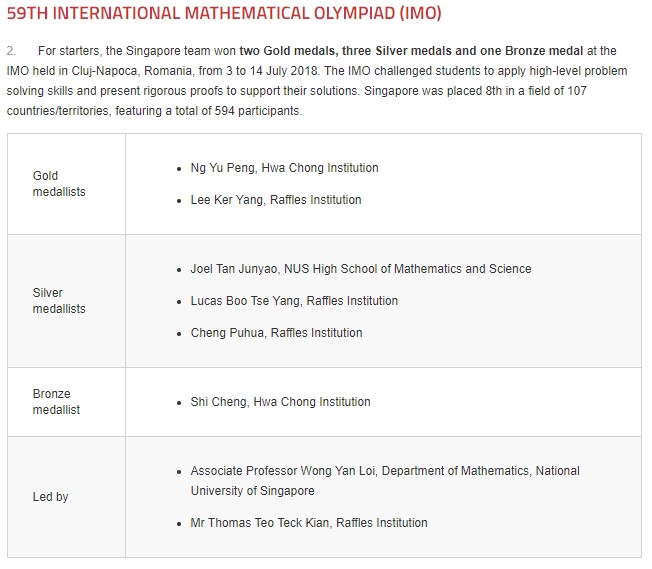 59TH INTERNATIONAL MATHEMATICAL OLYMPIAD (IMO)
2. For starters, the Singapore team won two Gold medals, three Silver medals and one Bronze medal at the
IMO held in Cluj-Napoca, Romania, from 3 to 14 July 2018. The IMO challenged students to apply high-level problem
solving skills and present rigorous proofs to support their solutions. Singapore was placed 8th in a field of 107
countries/territories, featuring a total of 594 participants.
Gold
medallists
• Ng Yu Peng, Hwa Chong Institution
• Lee Ker Yang, Raffles Institution
Silver
medallists
• Joel Tan Junyao, NUS High School of Mathematics and Science
• Lucas Boo Tse Yang, Raffles Institution
• Cheng Puhua, Raffles Institution
Bronze
medallist
• Shi Cheng, Hwa Chong Institution
Led by
• Associate Professor Wong Yan Loi, Department of Mathematics, National
University of Singapore
• Mr Thomas Teo Teck Kian, Raffles Institution